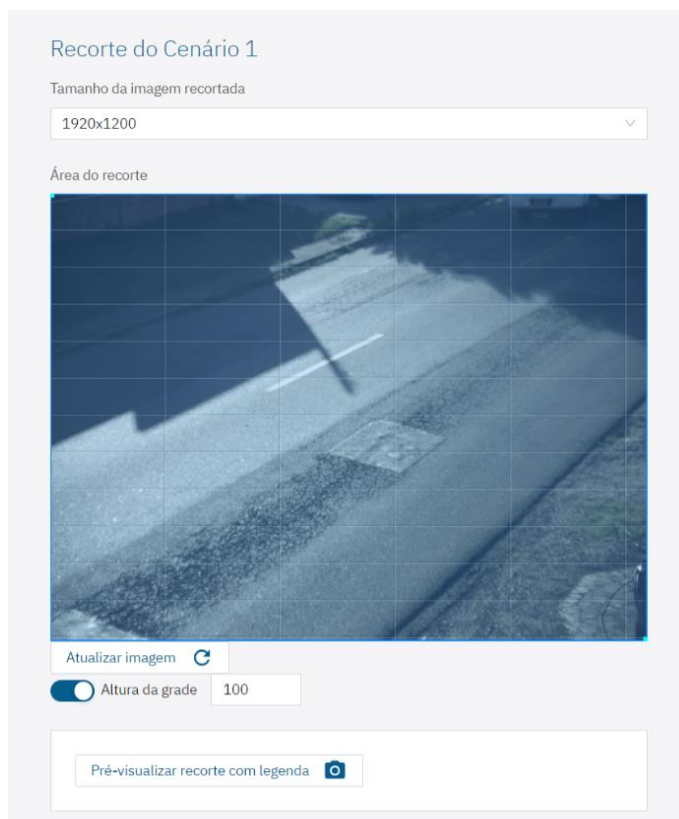 Recorte do Cenário 1
Tamanho da imagem recortada
1920x1200
Área do recorte
Atualizar imagem
Altura da grade 100
Pré-visualizar recorte com legenda